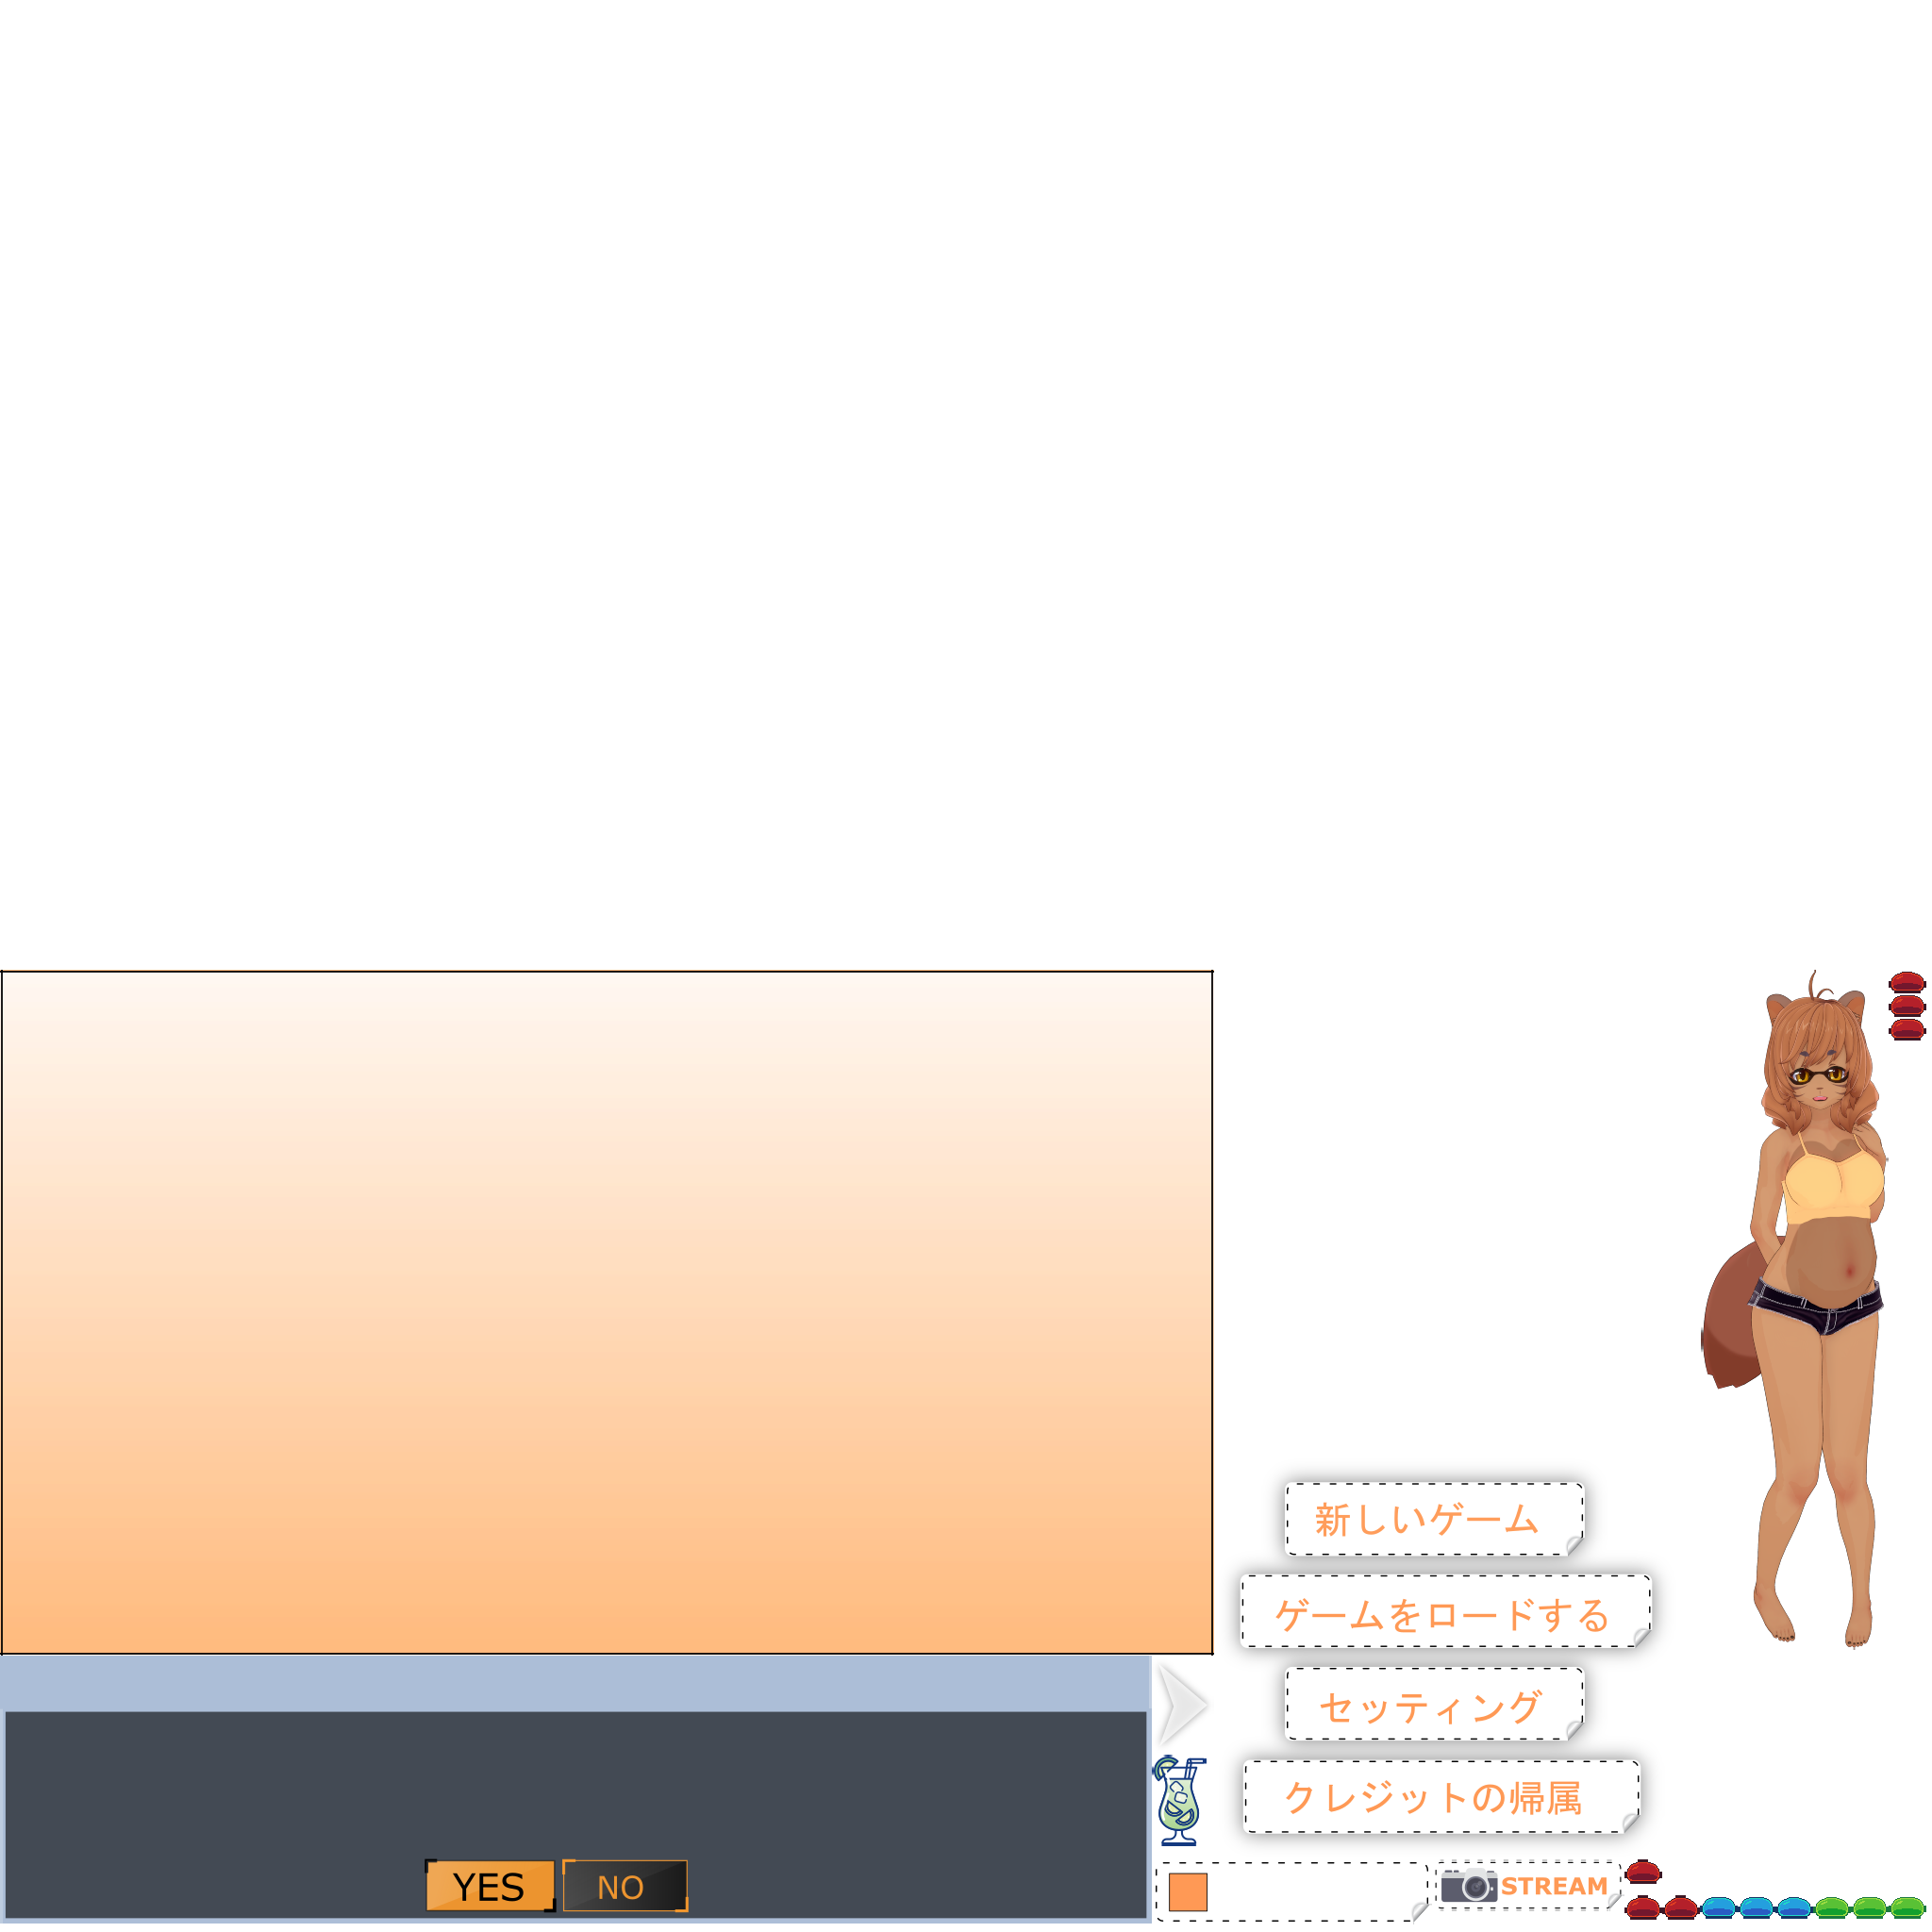 新しいゲーム
ゲームをロードする
セッティング
クレジットの帰属
YES
NO
STREAM